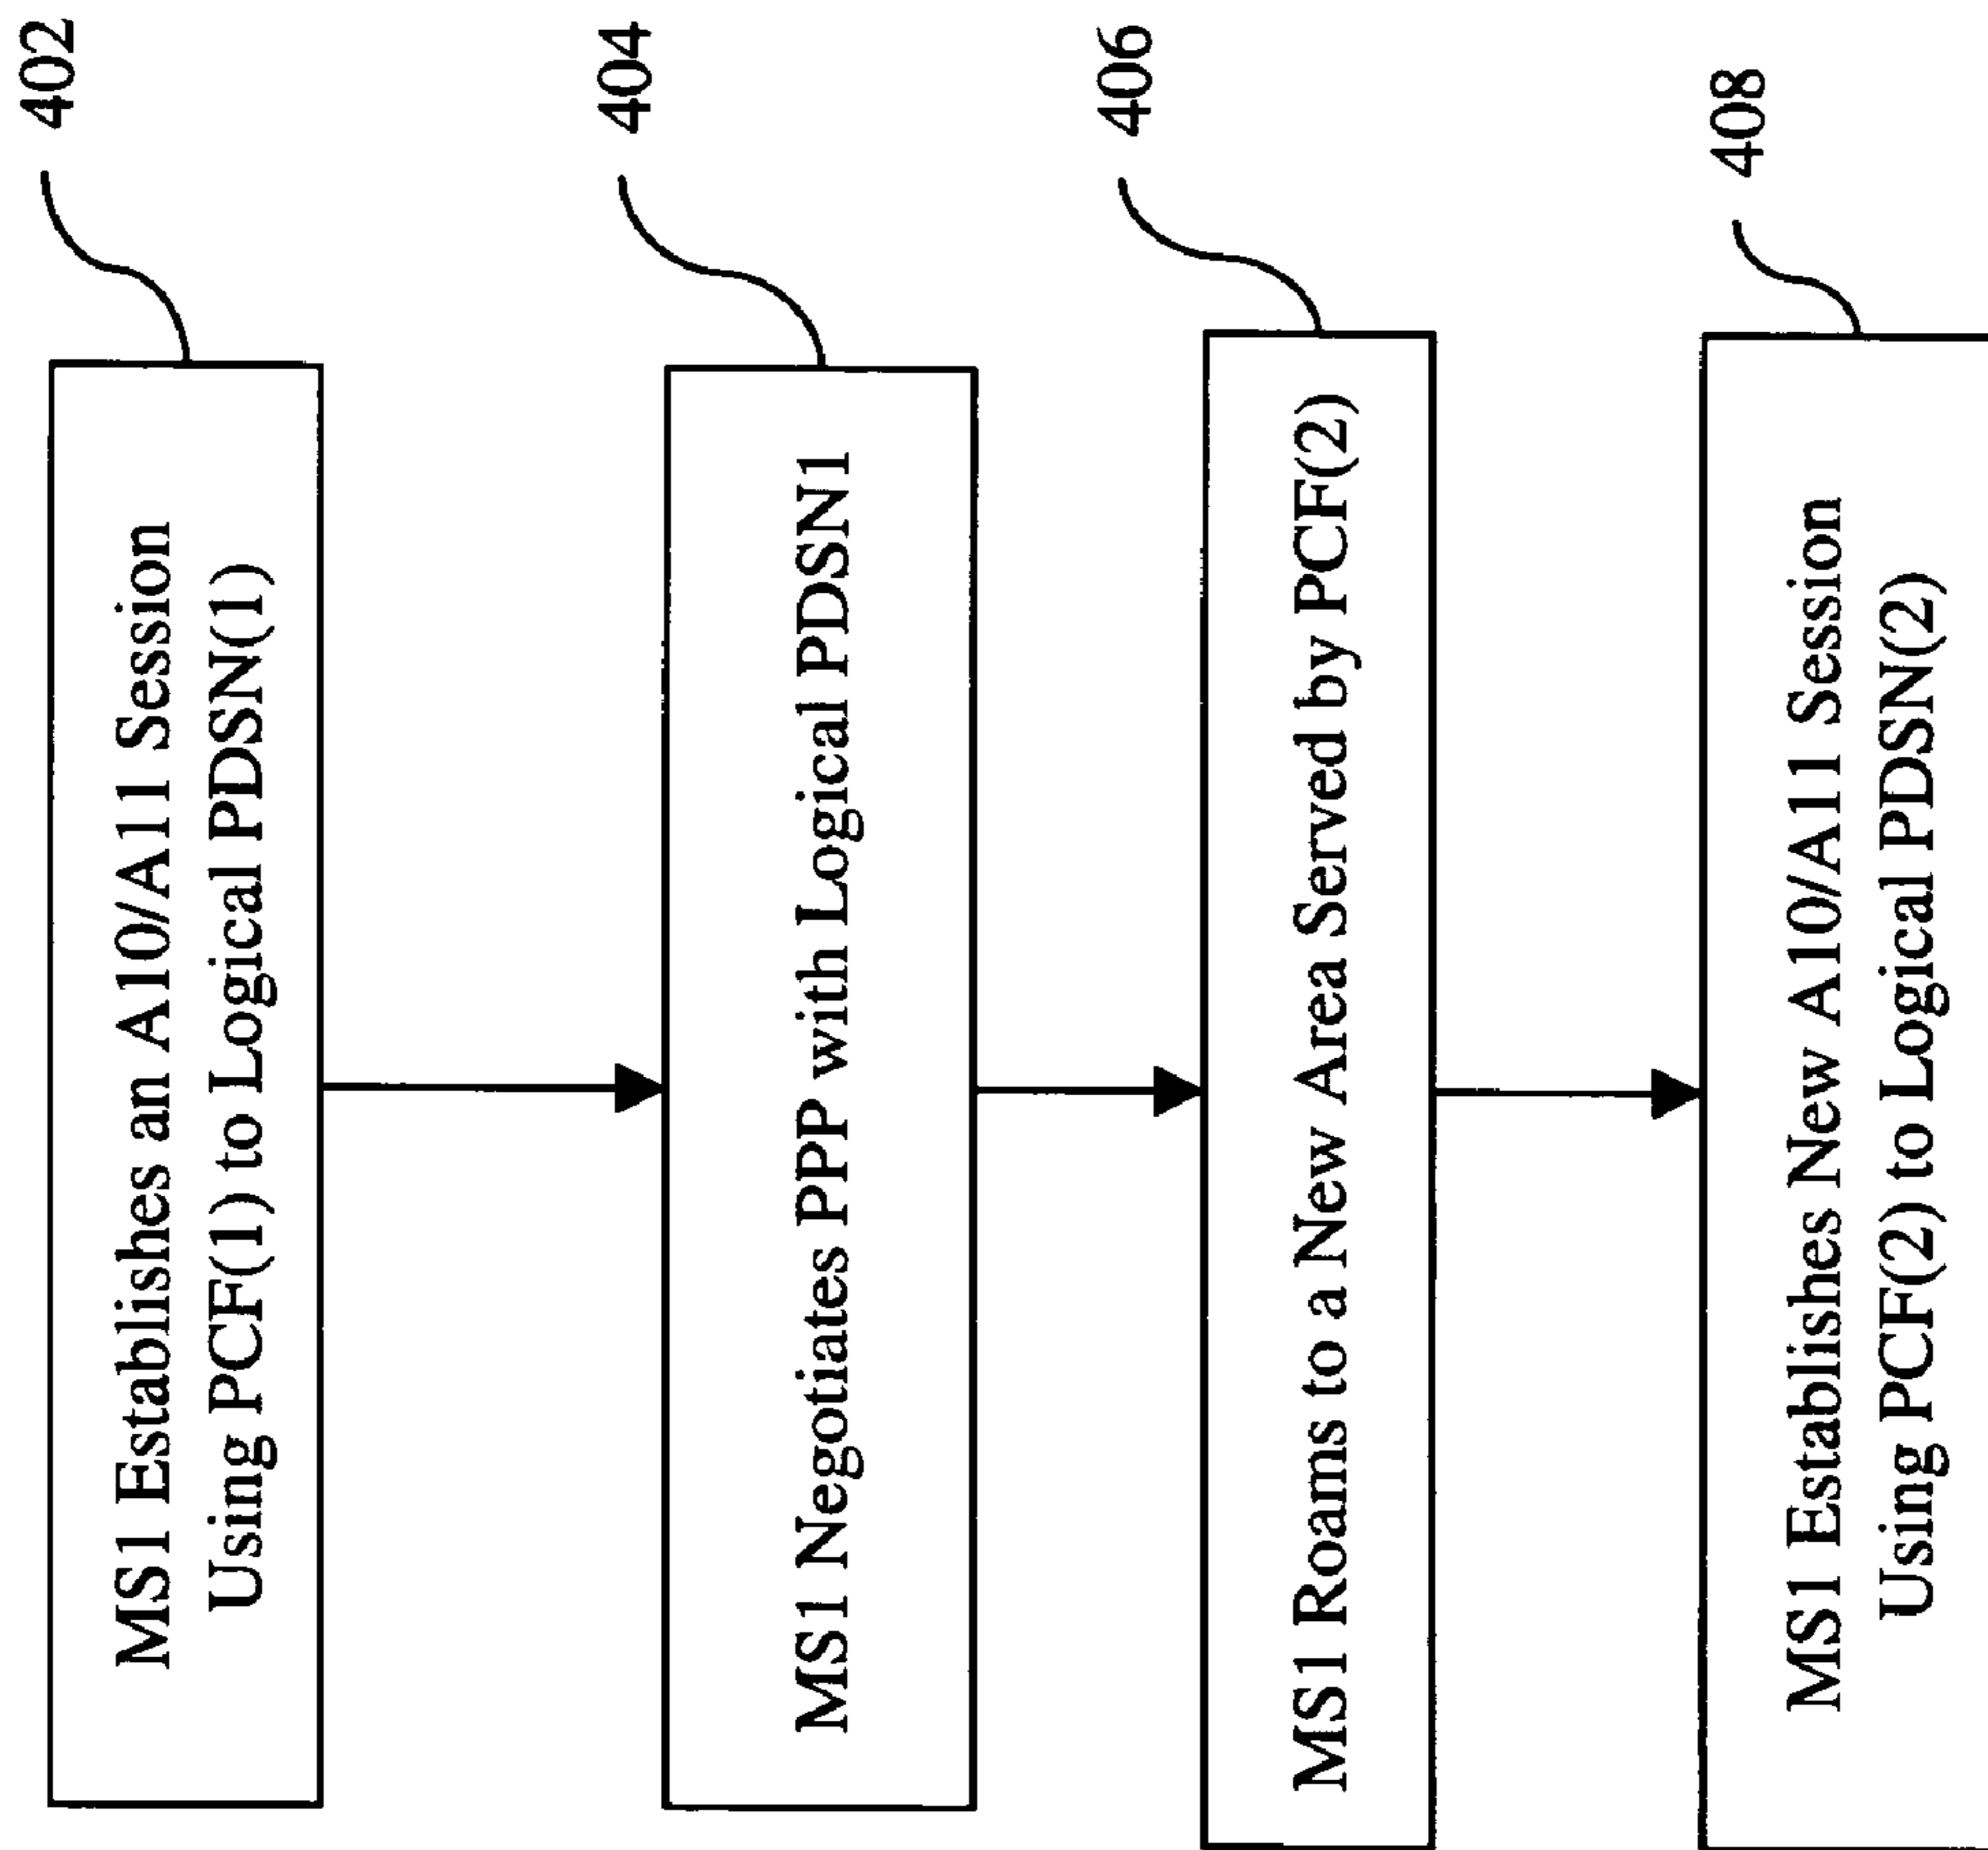 402
MS1 Establishes an A10/A11 Session
Using PCF(1) to Logical PDSN(1)
404
MS1 Negotiates PPP with Logical PDSN1
406
MS1 Roams to a New Area Served by PCF(2)
408
MS1 Establishes New A10/A11 Session
Using PCF(2) to Logical PDSN(2)